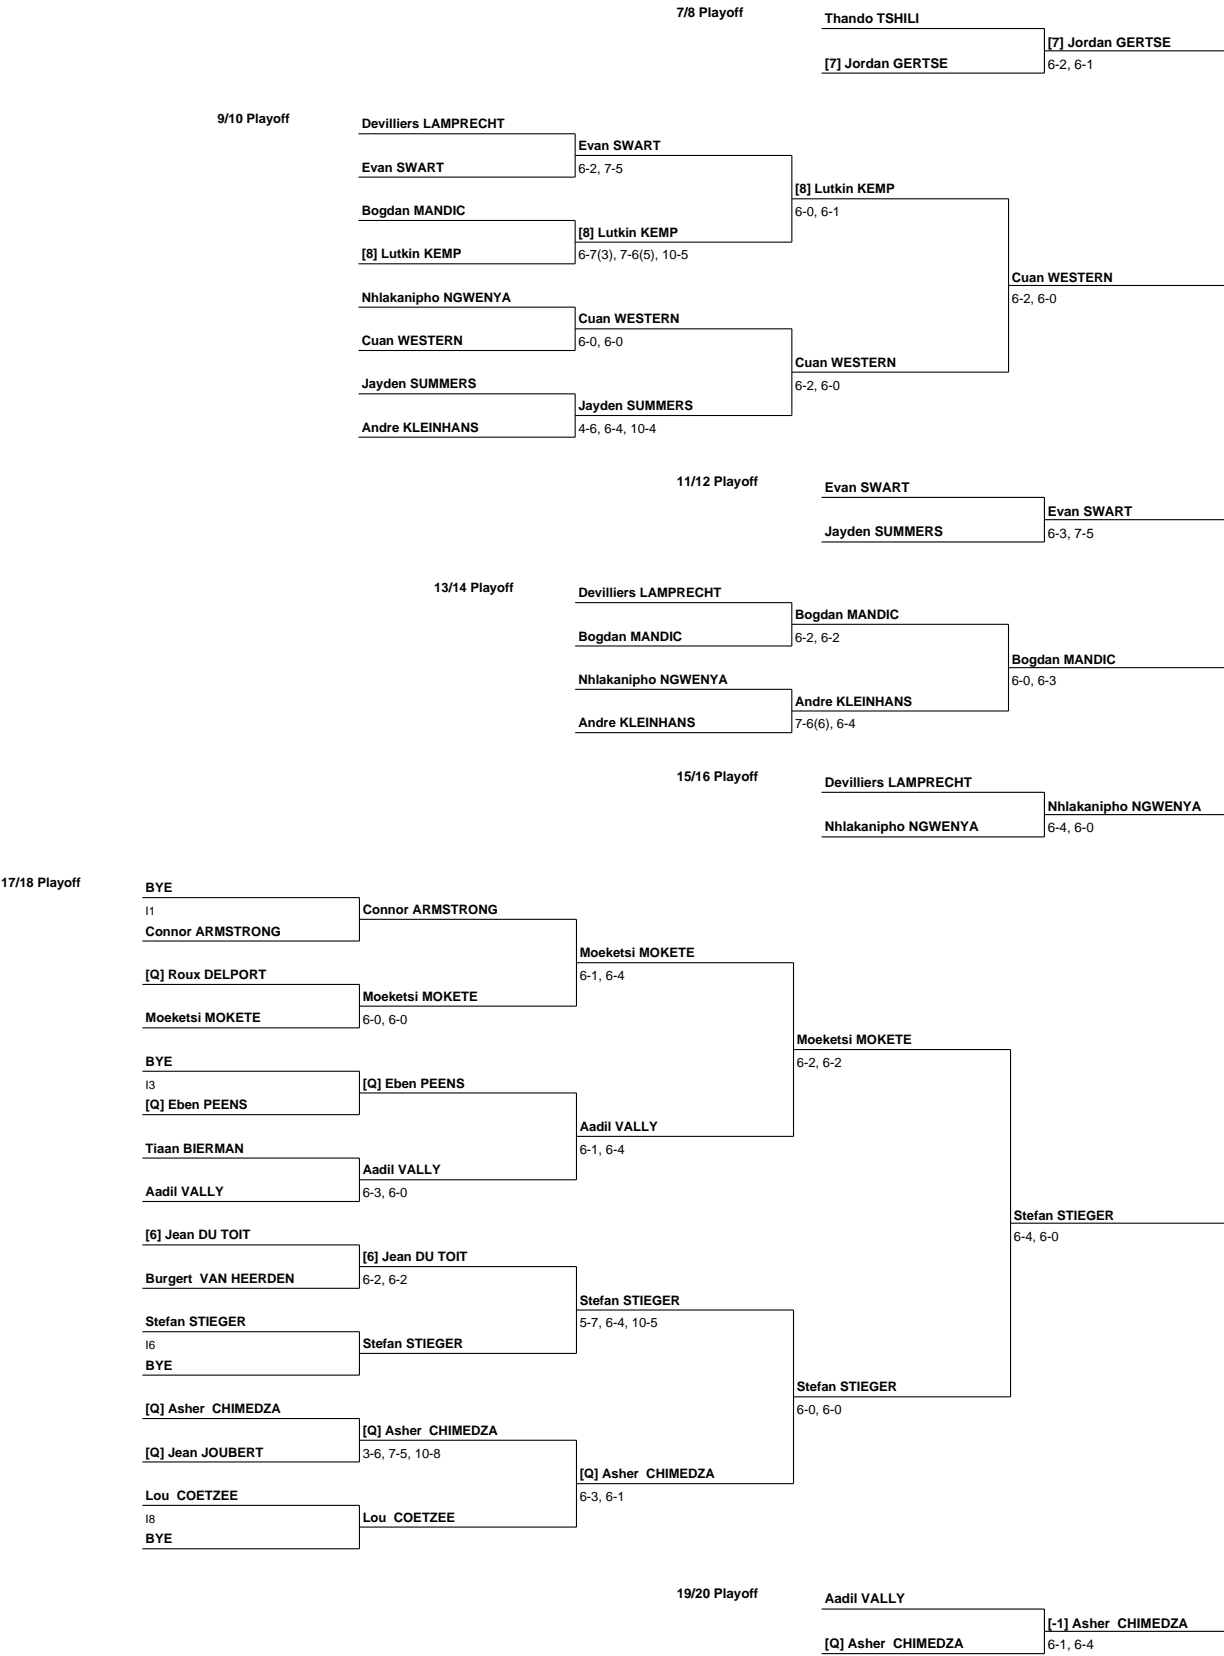 7/8 Playoff
Thando TSHILI
[7] Jordan GERTSE
[7] Jordan GERTSE
6-2, 6-1
9/10 Playoff
Devilliers LAMPRECHT
Evan SWART
Evan SWART
6-2, 7-5
[8] Lutkin KEMP
6-0, 6-1
Bogdan MANDIC
[8] Lutkin KEMP
[8] Lutkin KEMP
6-7(3), 7-6(5), 10-5
Cuan WESTERN
6-2, 6-0
Nhlakanipho NGWENYA
Cuan WESTERN
Cuan WESTERN
6-0, 6-0
Cuan WESTERN
6-2, 6-0
Jayden SUMMERS
Jayden SUMMERS
Andre KLEINHANS
4-6, 6-4, 10-4
11/12 Playoff
Evan SWART
Evan SWART
Jayden SUMMERS
6-3, 7-5
13/14 Playoff
Devilliers LAMPRECHT
Bogdan MANDIC
Bogdan MANDIC
6-2, 6-2
Bogdan MANDIC
6-0, 6-3
Nhlakanipho NGWENYA
Andre KLEINHANS
Andre KLEINHANS
7-6(6), 6-4
15/16 Playoff
Devilliers LAMPRECHT
Nhlakanipho NGWENYA
Nhlakanipho NGWENYA
6-4, 6-0
17/18 Playoff
BYE
I1
Connor ARMSTRONG
Connor ARMSTRONG
Moeketsi MOKETE
6-1, 6-4
[Q] Roux DELPORT
Moeketsi MOKETE
Moeketsi MOKETE
6-0, 6-0
Moeketsi MOKETE
6-2, 6-2
BYE
I3
[Q] Eben PEENS
[Q] Eben PEENS
Aadil VALLY
6-1, 6-4
Tiaan BIERMAN
Aadil VALLY
Aadil VALLY
6-3, 6-0
Stefan STIEGER
6-4, 6-0
[6] Jean DU TOIT
[6] Jean DU TOIT
Burgert  VAN HEERDEN
6-2, 6-2
Stefan STIEGER
5-7, 6-4, 10-5
Stefan STIEGER
I6
Stefan STIEGER
BYE
Stefan STIEGER
6-0, 6-0
[Q] Asher  CHIMEDZA
[Q] Asher  CHIMEDZA
[Q] Jean JOUBERT
3-6, 7-5, 10-8
[Q] Asher  CHIMEDZA
6-3, 6-1
Lou  COETZEE
I8
Lou  COETZEE
BYE
19/20 Playoff
Aadil VALLY
[-1] Asher  CHIMEDZA
[Q] Asher  CHIMEDZA
6-1, 6-4